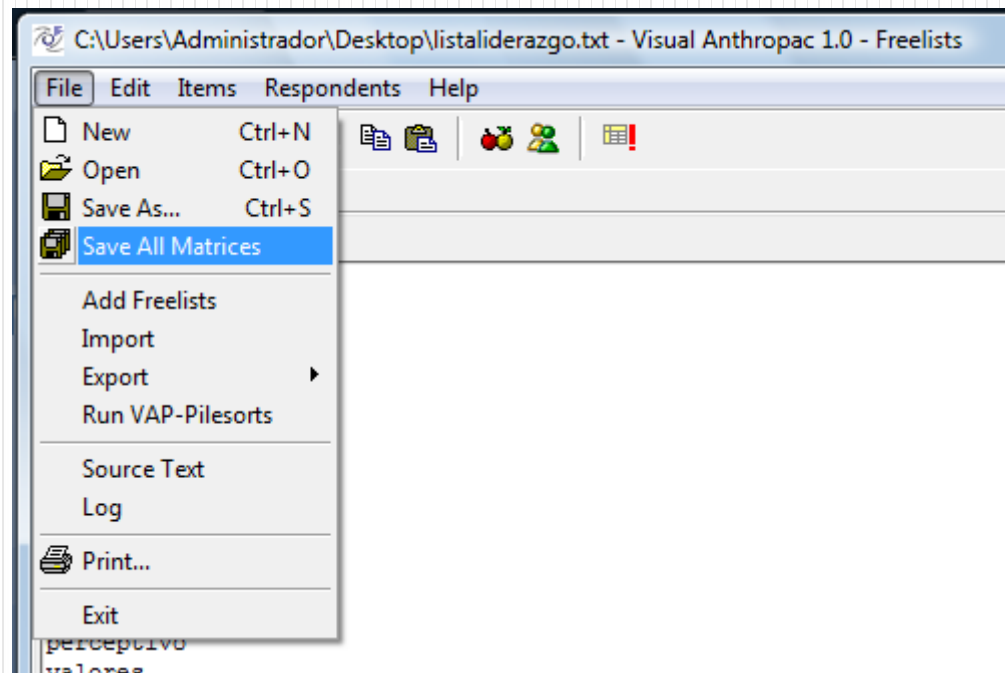 C:\Users\Administrador\Desktop\listaliderazgo.txt - Visual Anthropac 1.0 - Freelists
File Edit Items Respondents Help
New Ctrl+N
Open Ctrl+O
Save As... Ctrl+S
Save All Matrices
Add Freelists
Import
Export
Run VAP-Pilesorts
Source Text
Log
Print...
Exit
perceptivo
valores